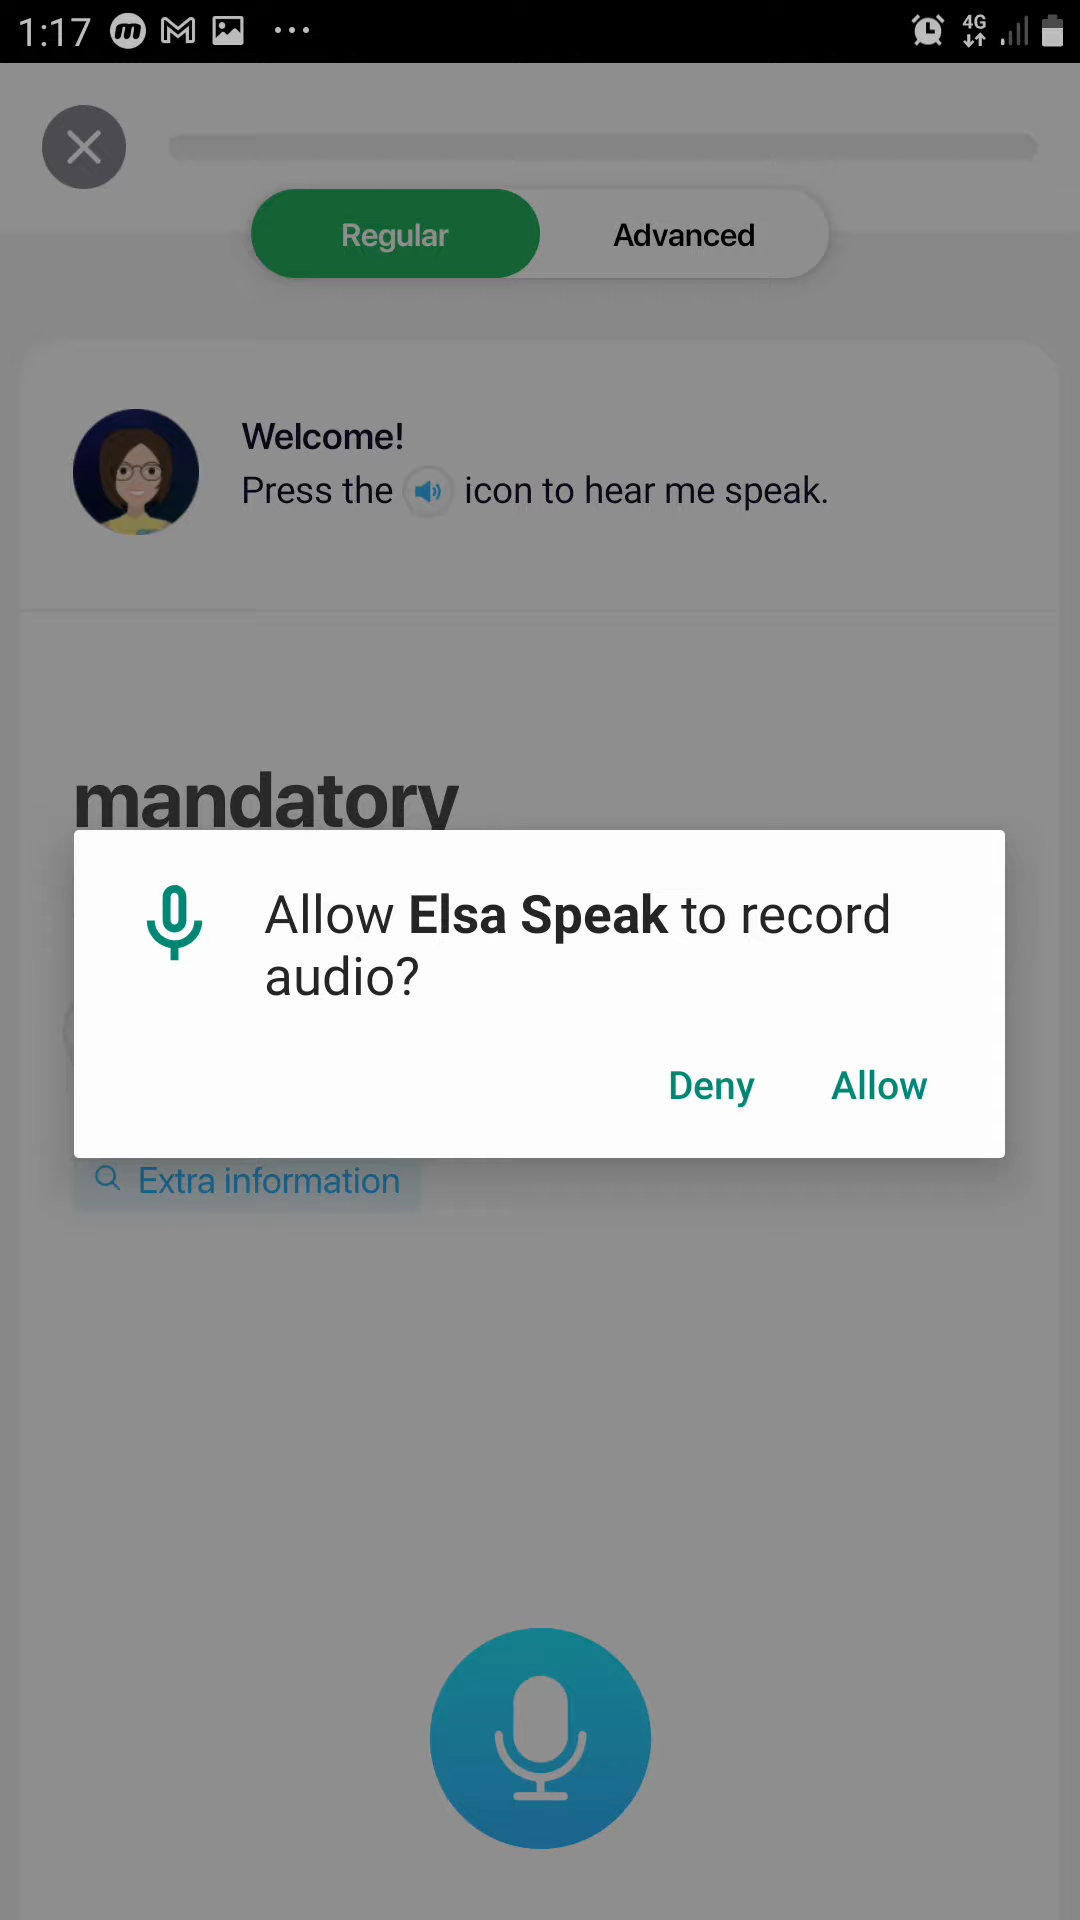 1:17
4G
Regular
Advanced
Welcome!
Press the icon to hear me speak.
mandatory
Allow Elsa Speak to record
audio?
Deny
Allow
Extra information